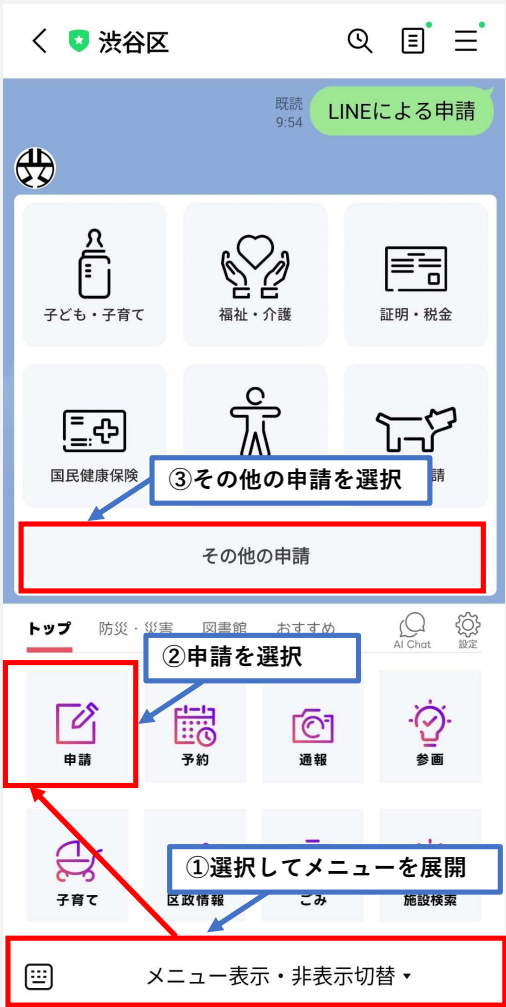 渋谷区
既読
9:54
LINEによる申請
子ども・子育て
福祉・介護
証明・税金
国民健康保険
請
③その他の申請を選択
その他の申請
トップ
防災・災害
図書館
おすすめ
AI Chat
設定
②申請を選択
申請
予約
通報
参画
①選択してメニューを展開
子育て
区政情報
ごみ
施設検索
メニュー表示・非表示切替▼